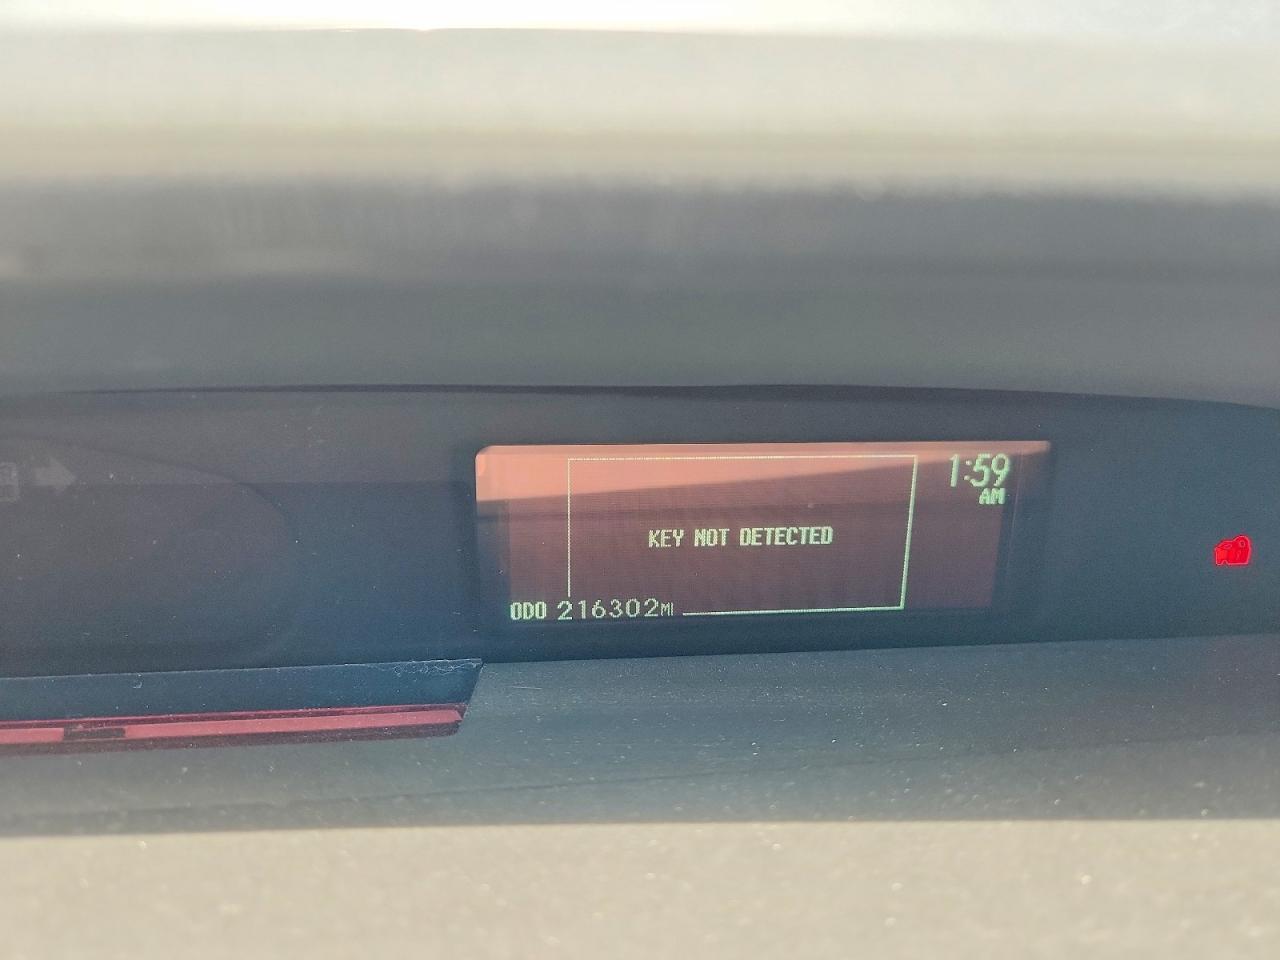 1:59
AM
KEY NOT DETECTED
ODO 216302MI